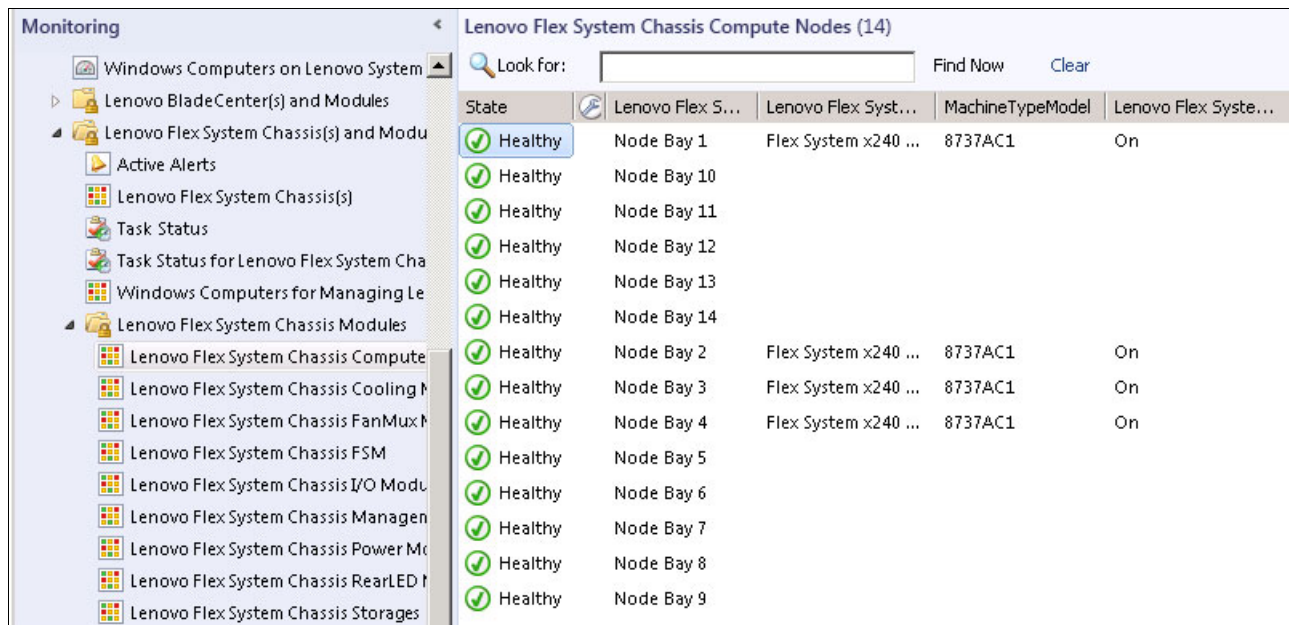 Monitoring
Windows Computers on Lenovo System
Lenovo BladeCenter(s) and Modules
Lenovo Flex System Chassis(s) and Modu
Active Alerts
Lenovo Flex System Chassis(s)
Task Status
Task Status for Lenovo Flex System Cha
Windows Computers for Managing Le
Lenovo Flex System Chassis Modules
Lenovo Flex System Chassis Compute
Lenovo Flex System Chassis Cooling
Lenovo Flex System Chassis FanMux
Lenovo Flex System Chassis FSM
Lenovo Flex System Chassis I/O Modu
Lenovo Flex System Chassis Managen
Lenovo Flex System Chassis Power Mo
Lenovo Flex System Chassis RearLED
Lenovo Flex System Chassis Storages
Lenovo Flex System Chassis Compute Nodes (14)
Look for: Find Now Clear
State Lenovo Flex S... Lenovo Flex Syst... MachineTypeModel Lenovo Flex Syste...
Healthy Node Bay 1 Flex System x240 ... 8737AC1 On
Healthy Node Bay 10
Healthy Node Bay 11
Healthy Node Bay 12
Healthy Node Bay 13
Healthy Node Bay 14
Healthy Node Bay 2 Flex System x240 ... 8737AC1 On
Healthy Node Bay 3 Flex System x240 ... 8737AC1 On
Healthy Node Bay 4 Flex System x240 ... 8737AC1 On
Healthy Node Bay 5
Healthy Node Bay 6
Healthy Node Bay 7
Healthy Node Bay 8
Healthy Node Bay 9